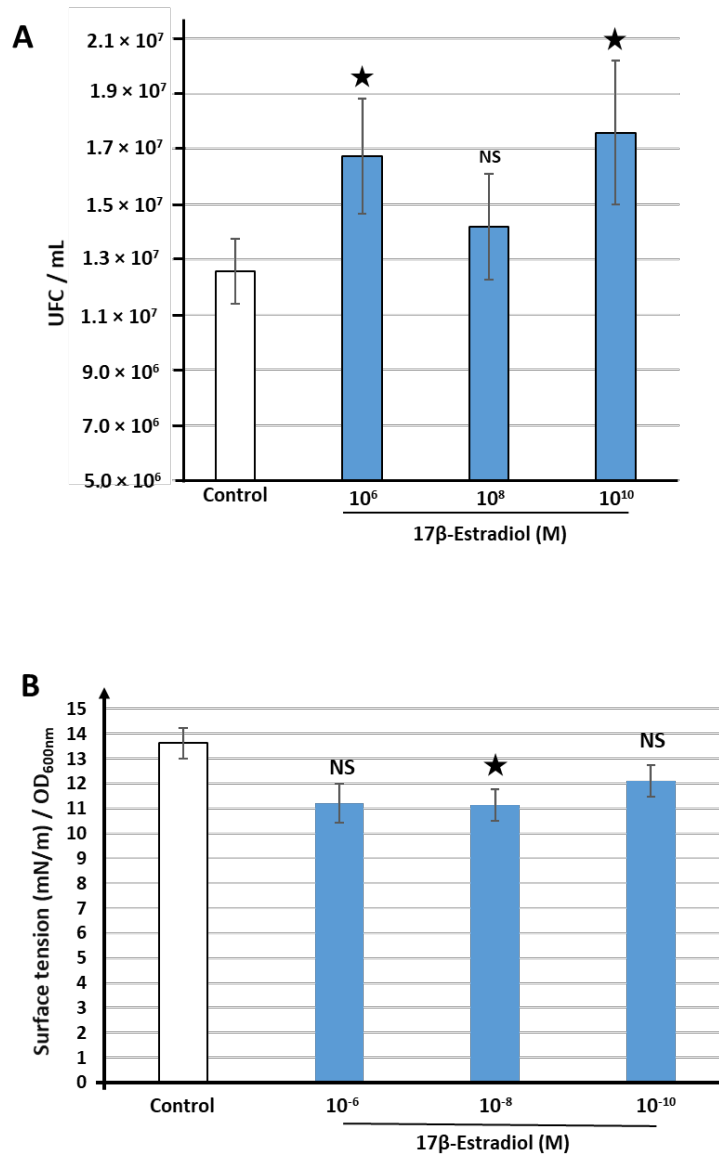 A
2.1 × 10⁷
1.9 × 10⁷
1.7 × 10⁷
1.5 × 10⁷
1.3 × 10⁷
1.1 × 10⁷
9.0 × 10⁶
7.0 × 10⁶
5.0 × 10⁶
UFC / mL
★
NS
★
Control
10⁶
10⁸
10¹⁰
17β-Estradiol (M)
B
15
14
13
12
11
10
9
8
7
6
5
4
3
2
1
0
Surface tension (mN/m) / OD₆₀₀ₙₘ
NS
★
NS
Control
10⁻⁶
10⁻⁸
10⁻¹⁰
17β-Estradiol (M)